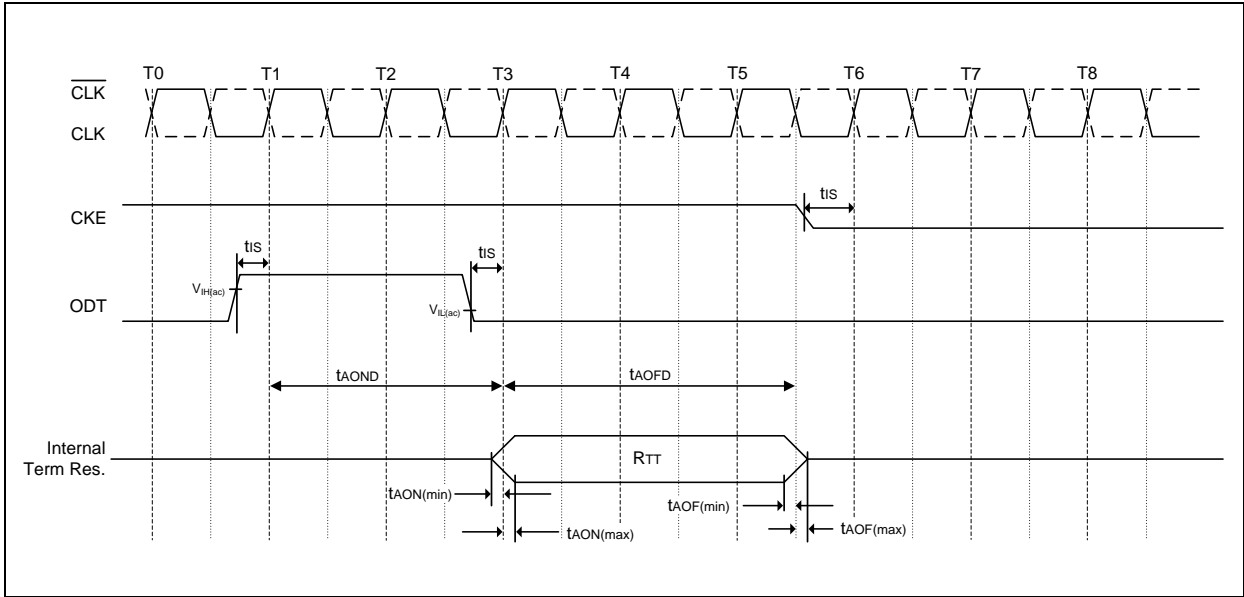 T0 T1 T2 T3 T4 T5 T6 T7 T8
CLK
CLK
CKE
tIS
tIS
tIS
VIH(ac)
ODT
VIL(ac)
tAOND
tAOFD
Internal
Term Res.
RTT
tAON(min)
tAOF(min)
tAON(max)
tAOF(max)